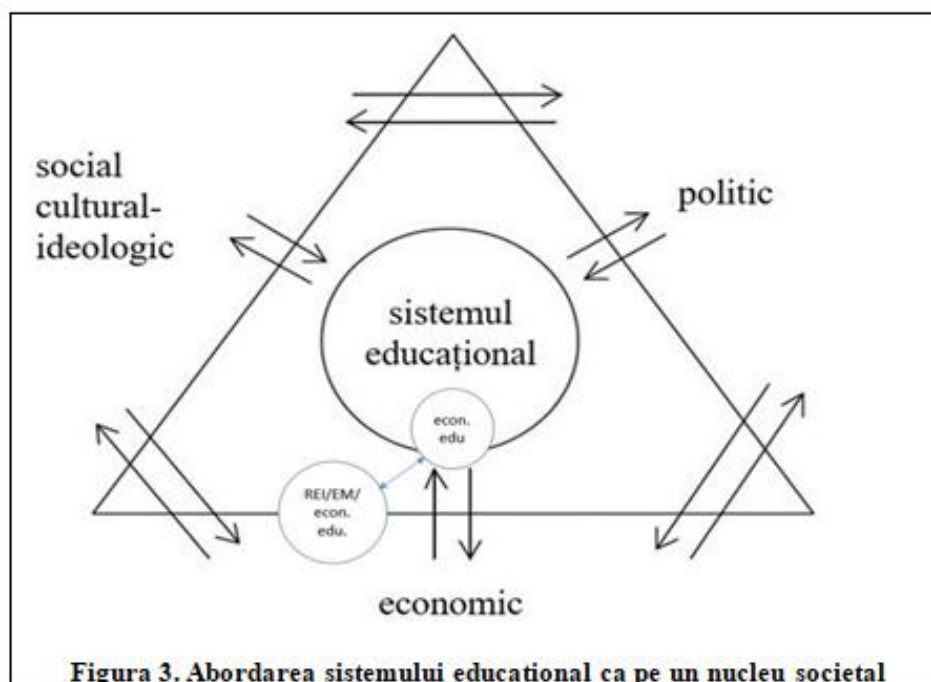 social
cultural-
ideologic
politic
sistemul
educațional
econ.
edu
REI/EM/
econ.
edu.
economic
Figura 3. Abordarea sistemului educational ca pe un nucleu societal